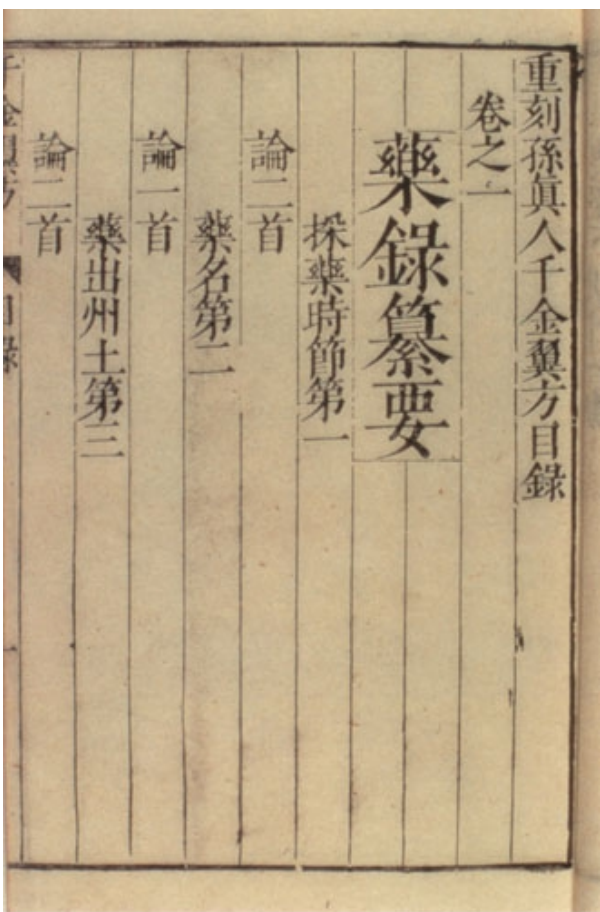 重刻孫眞人千金翼方目錄
卷之一
藥錄纂要
採藥時節第一
論二首
藥名第二
論一首
藥出州土第三
論二首
千金翼方 目錄 一